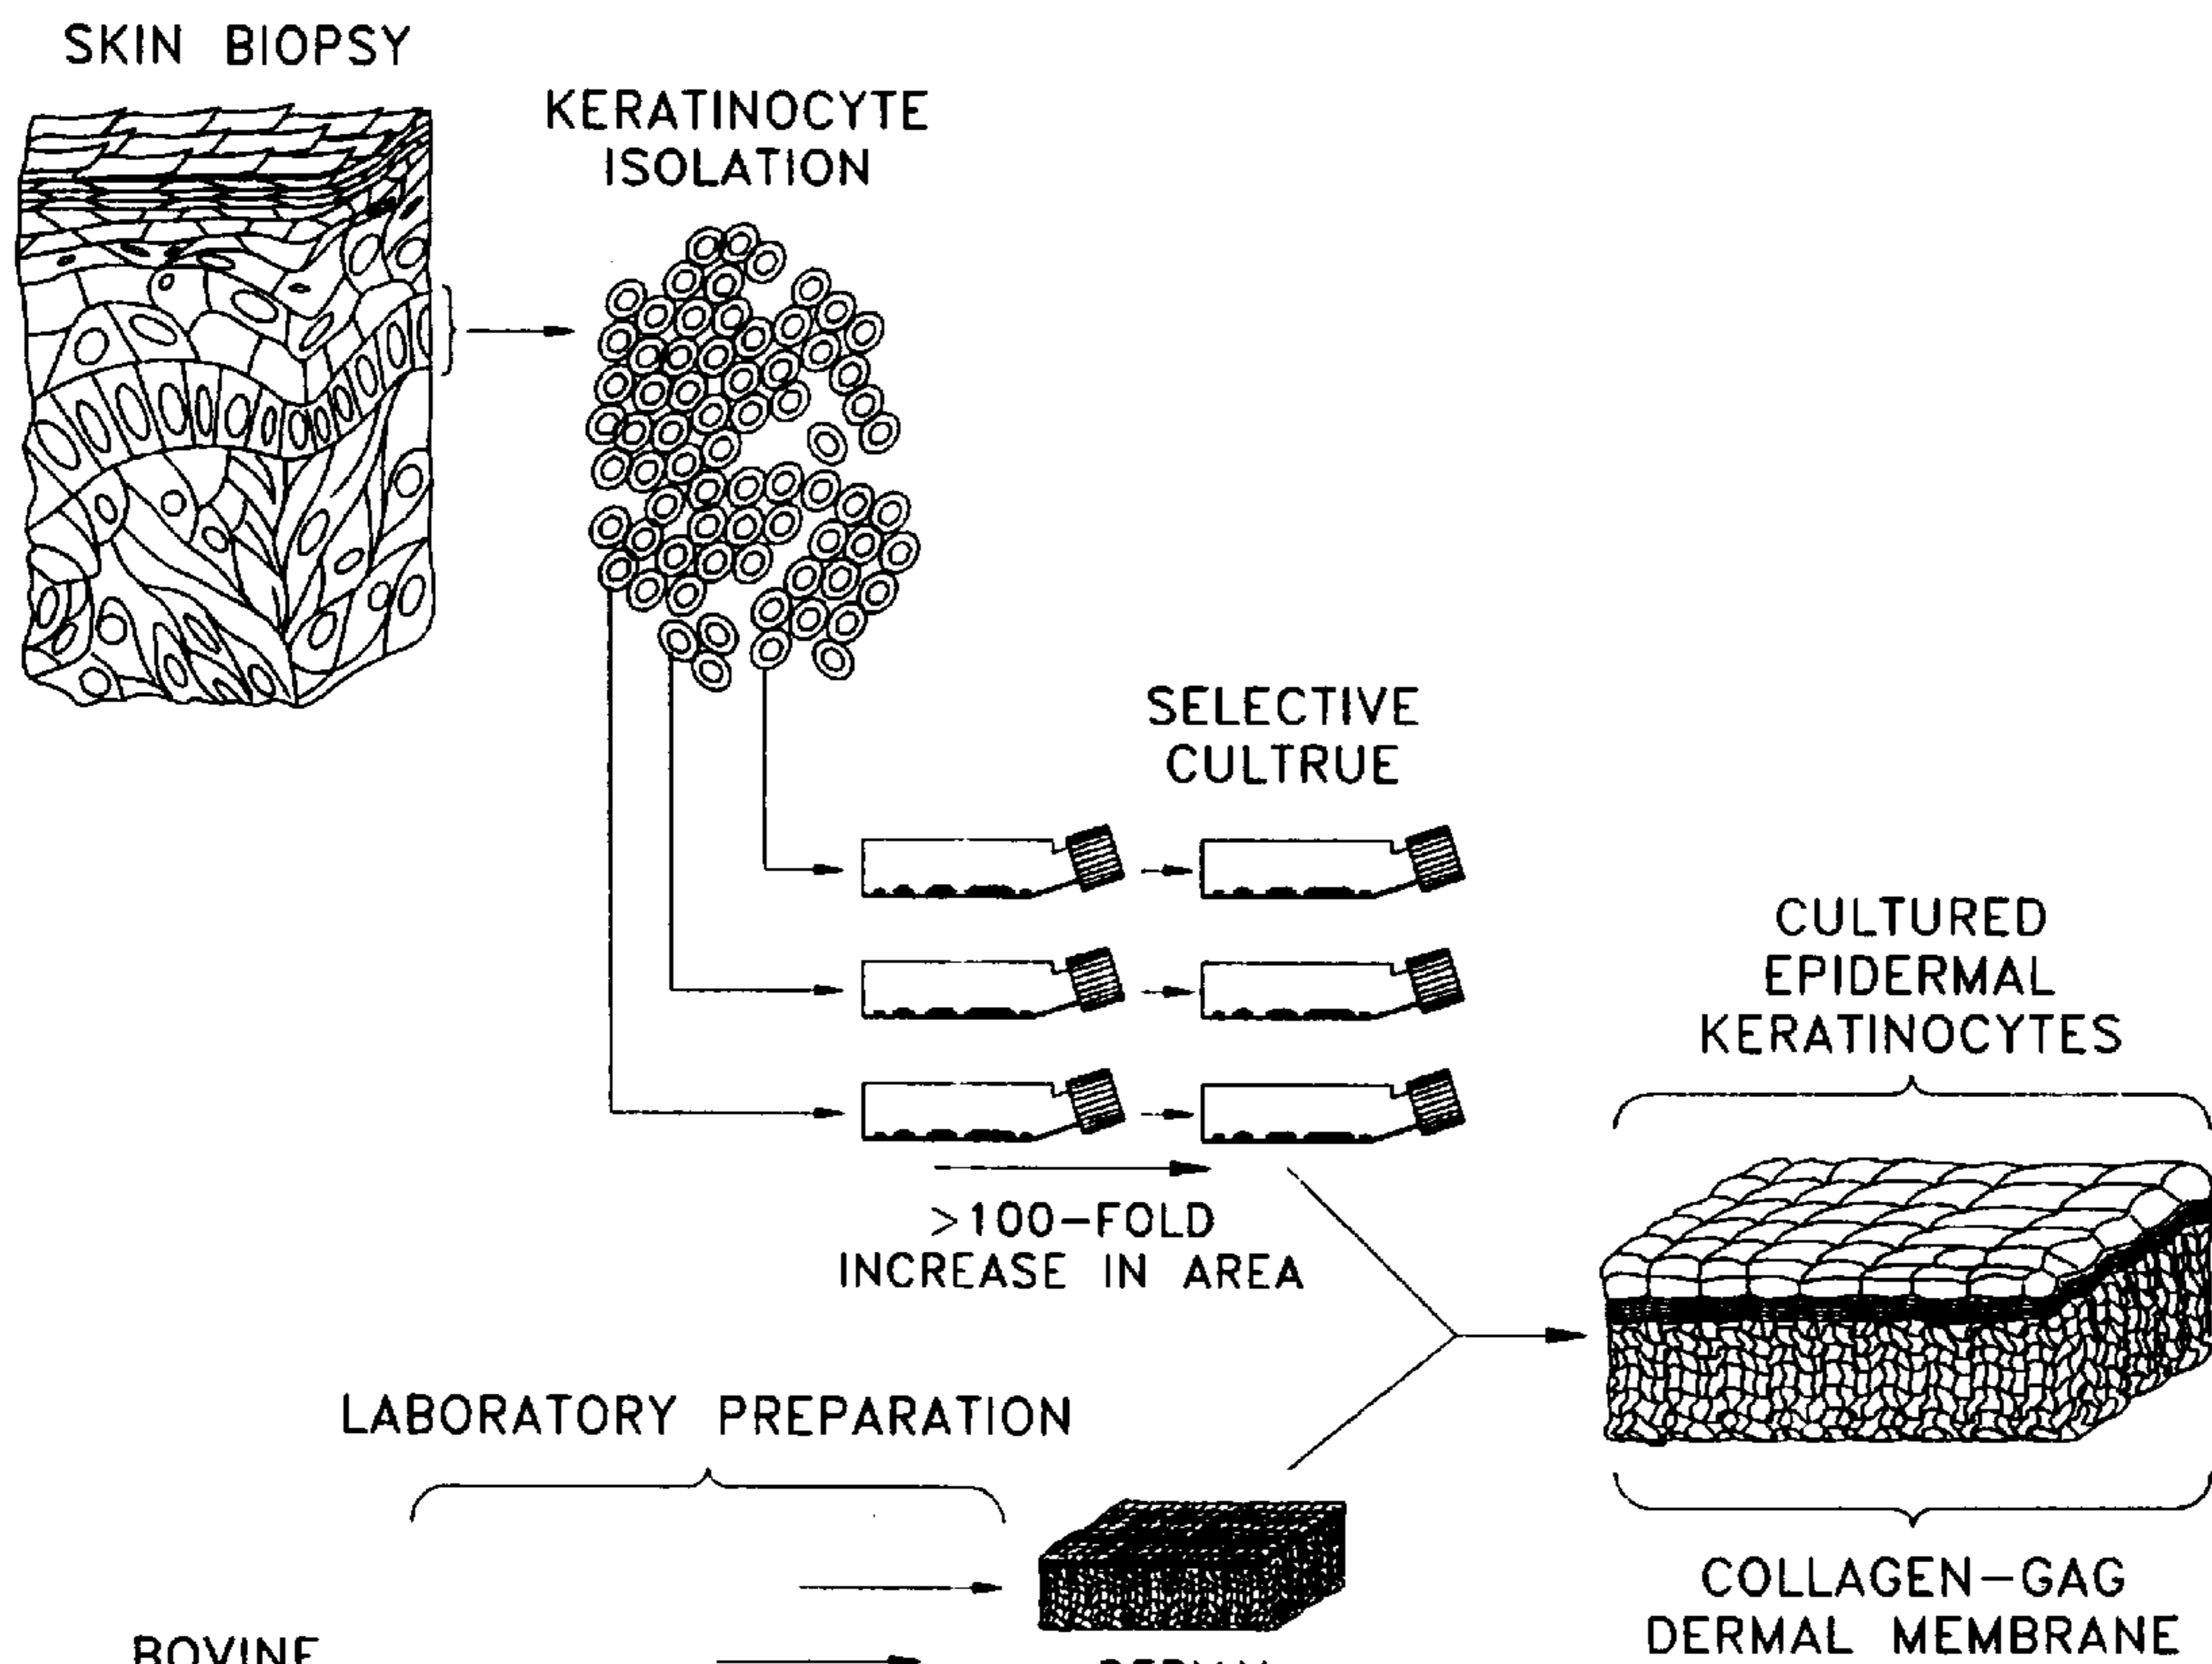 SKIN BIOPSY
KERATINOCYTE
ISOLATION
SELECTIVE
CULTRUE
CULTURED
EPIDERMAL
KERATINOCYTES
>100-FOLD
INCREASE IN AREA
LABORATORY PREPARATION
COLLAGEN-GAG
DERMAL MEMBRANE
BOVINE